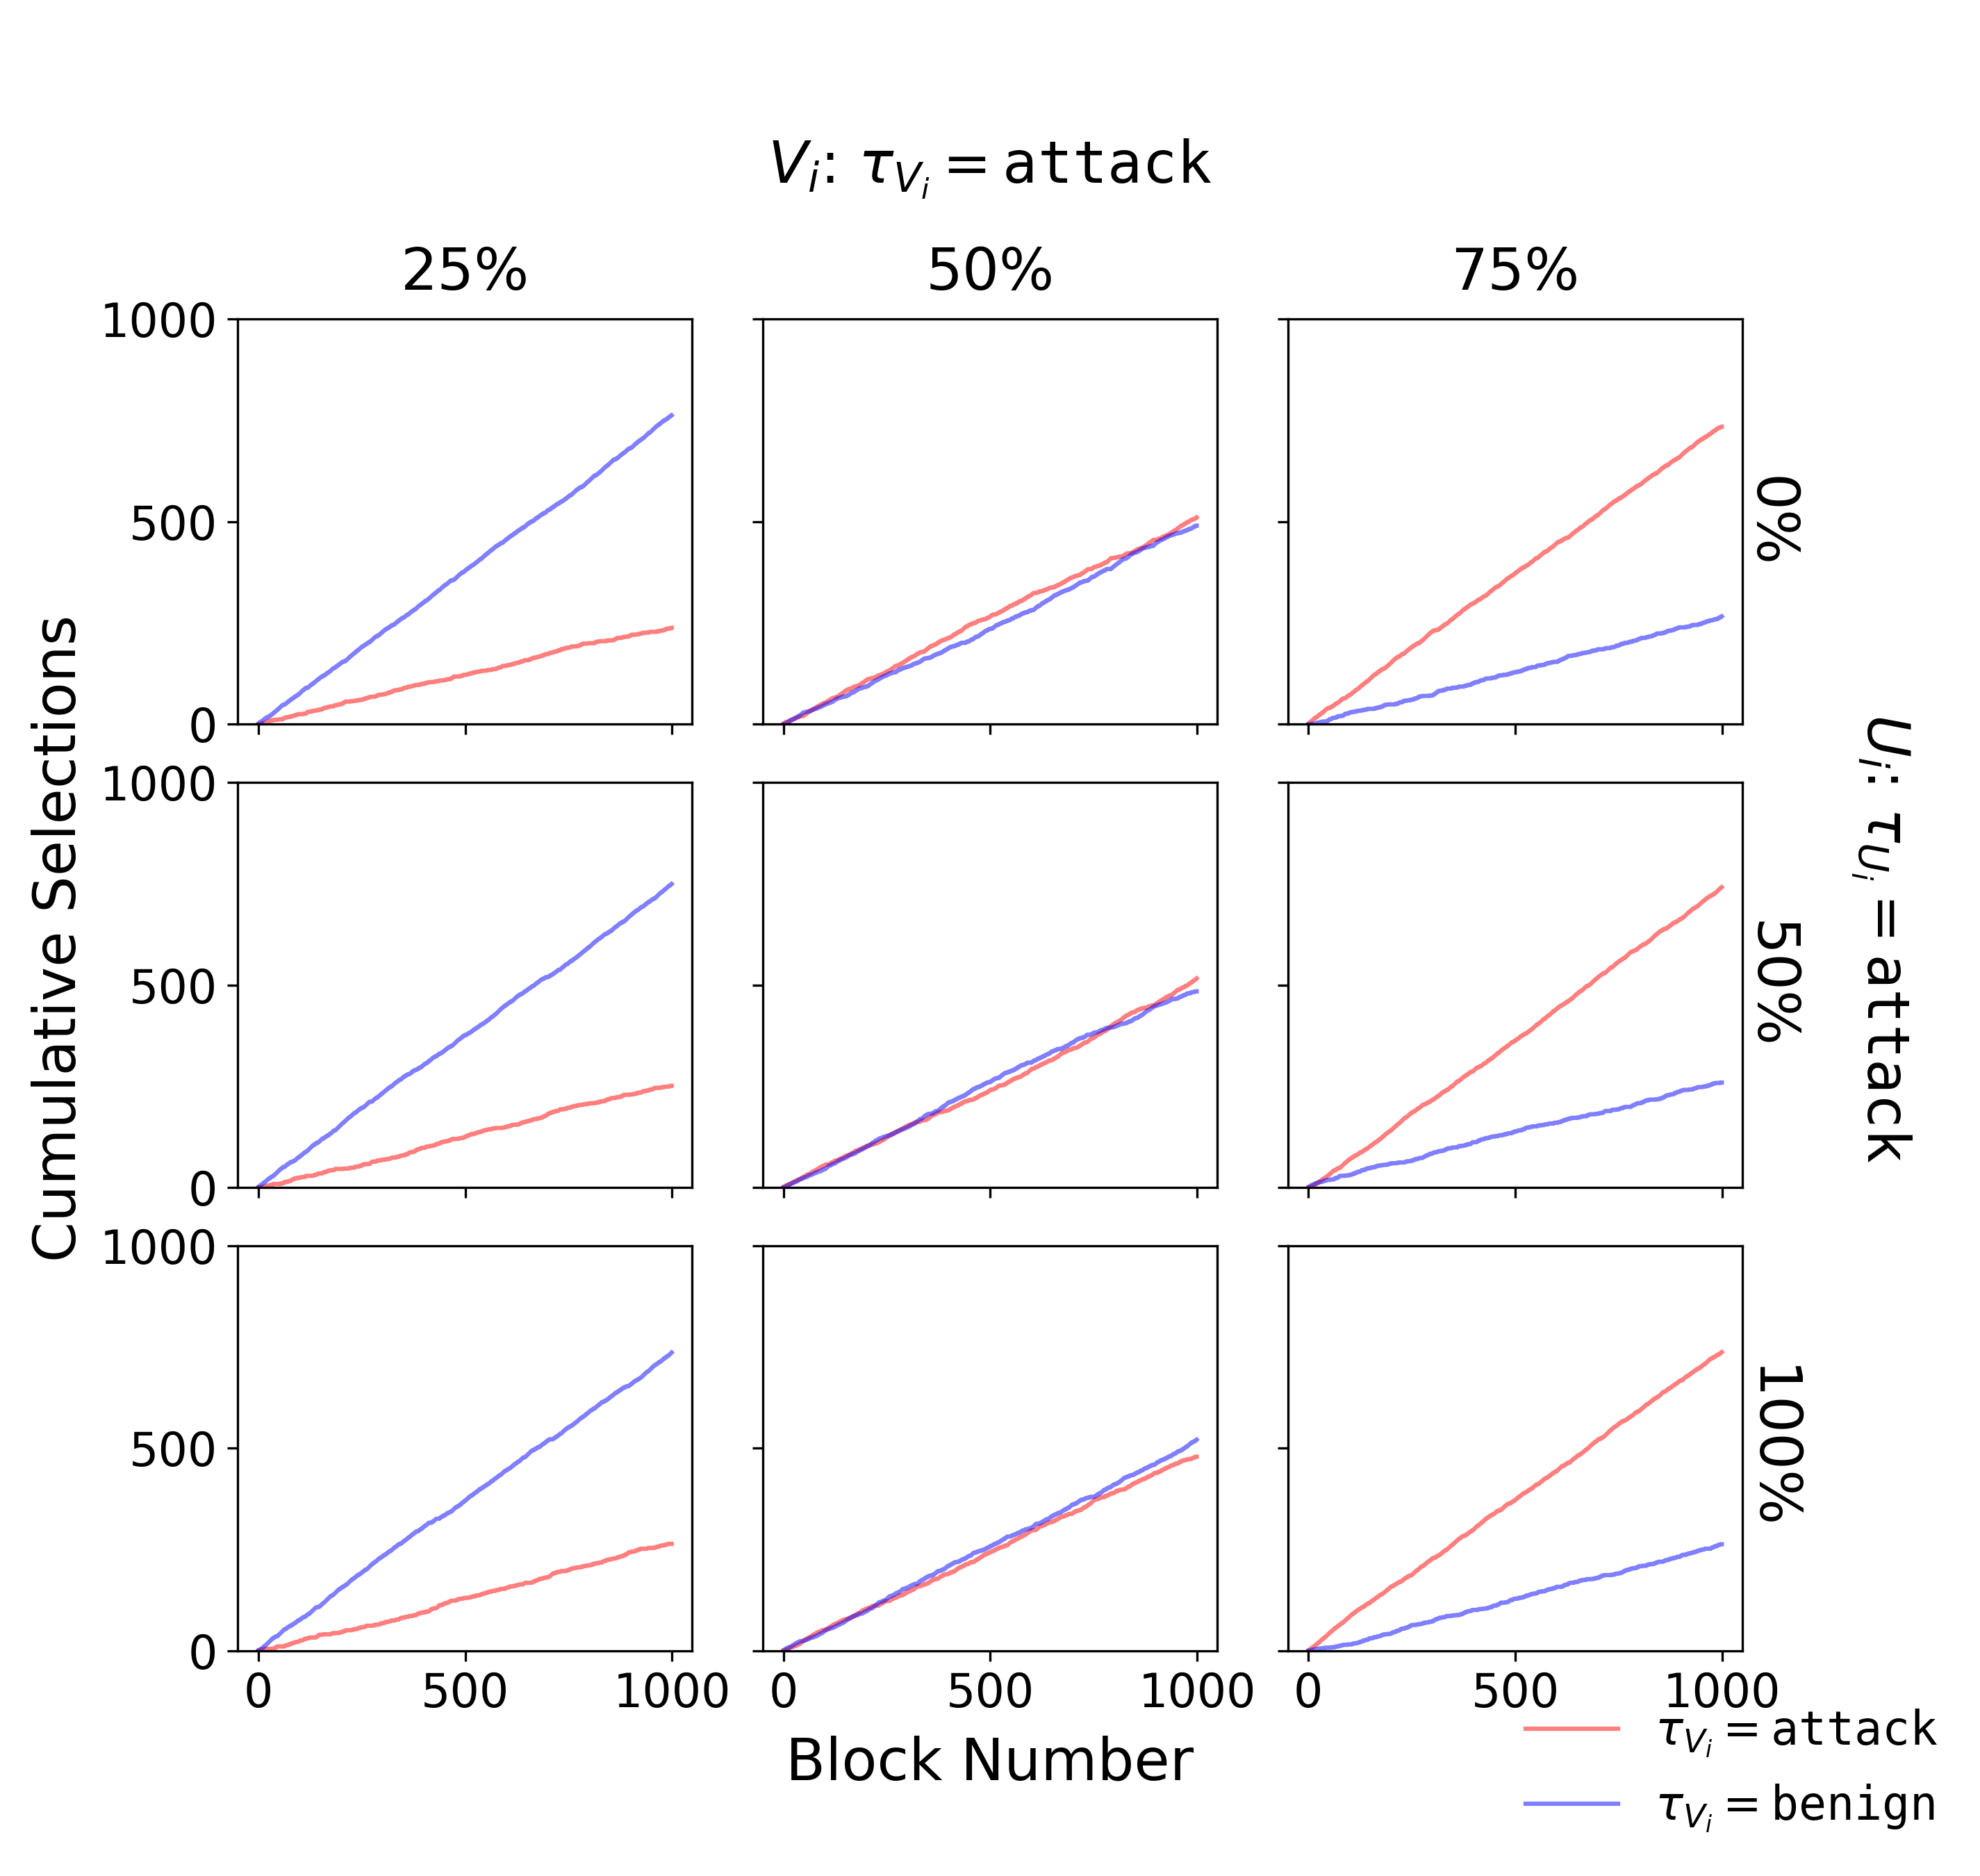 V_i: τ_{V_i} = attack
25% 50% 75%
1000
500
0
0%
1000
500
0
50%
1000
500
0
100%
0 500 1000 0 500 1000 0 500 1000
Cumulative Selections
U_i: τ_{U_i} = attack
Block Number
τ_{V_i} = attack
τ_{V_i} = benign